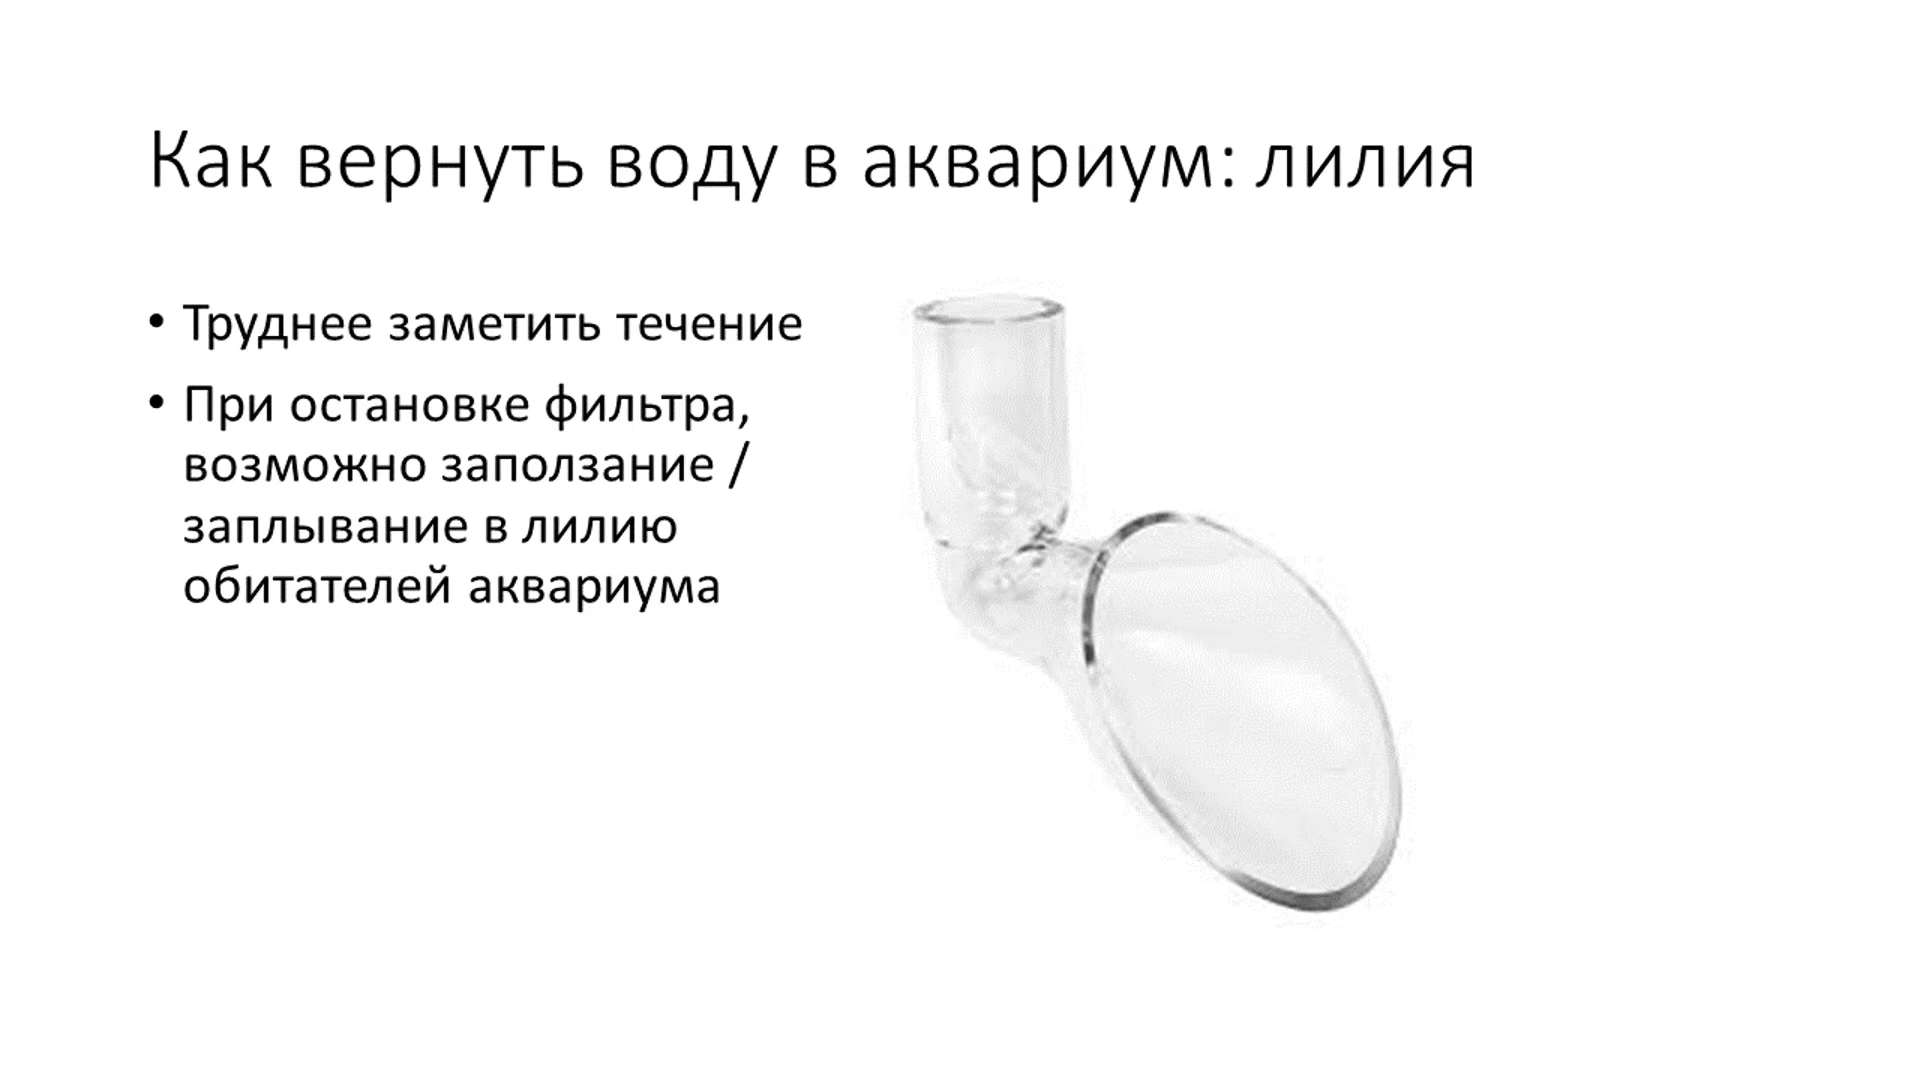 Как вернуть воду в аквариум: лилия
• Труднее заметить течение
• При остановке фильтра,
возможно заползание /
заплывание в лилию
обитателей аквариума